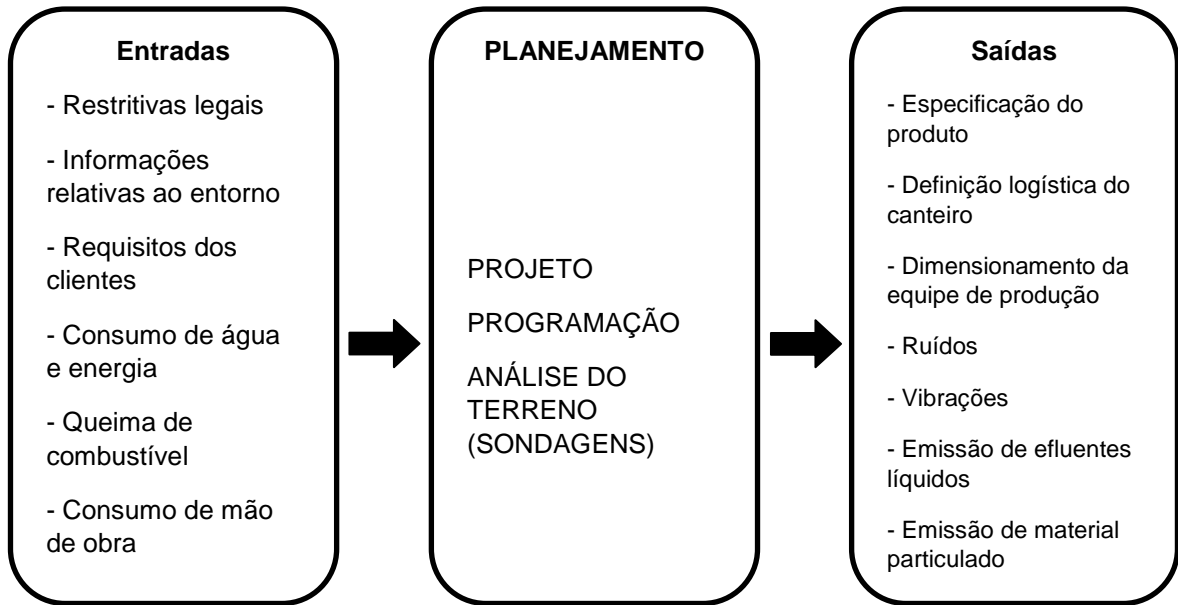 Entradas
- Restritivas legais
- Informações
relativas ao entorno
- Requisitos dos
clientes
- Consumo de água
e energia
- Queima de
combustível
- Consumo de mão
de obra
PLANEJAMENTO
PROJETO
PROGRAMAÇÃO
ANÁLISE DO
TERRENO
(SONDAGENS)
Saídas
- Especificação do
produto
- Definição logística do
canteiro
- Dimensionamento da
equipe de produção
- Ruídos
- Vibrações
- Emissão de efluentes
líquidos
- Emissão de material
particulado